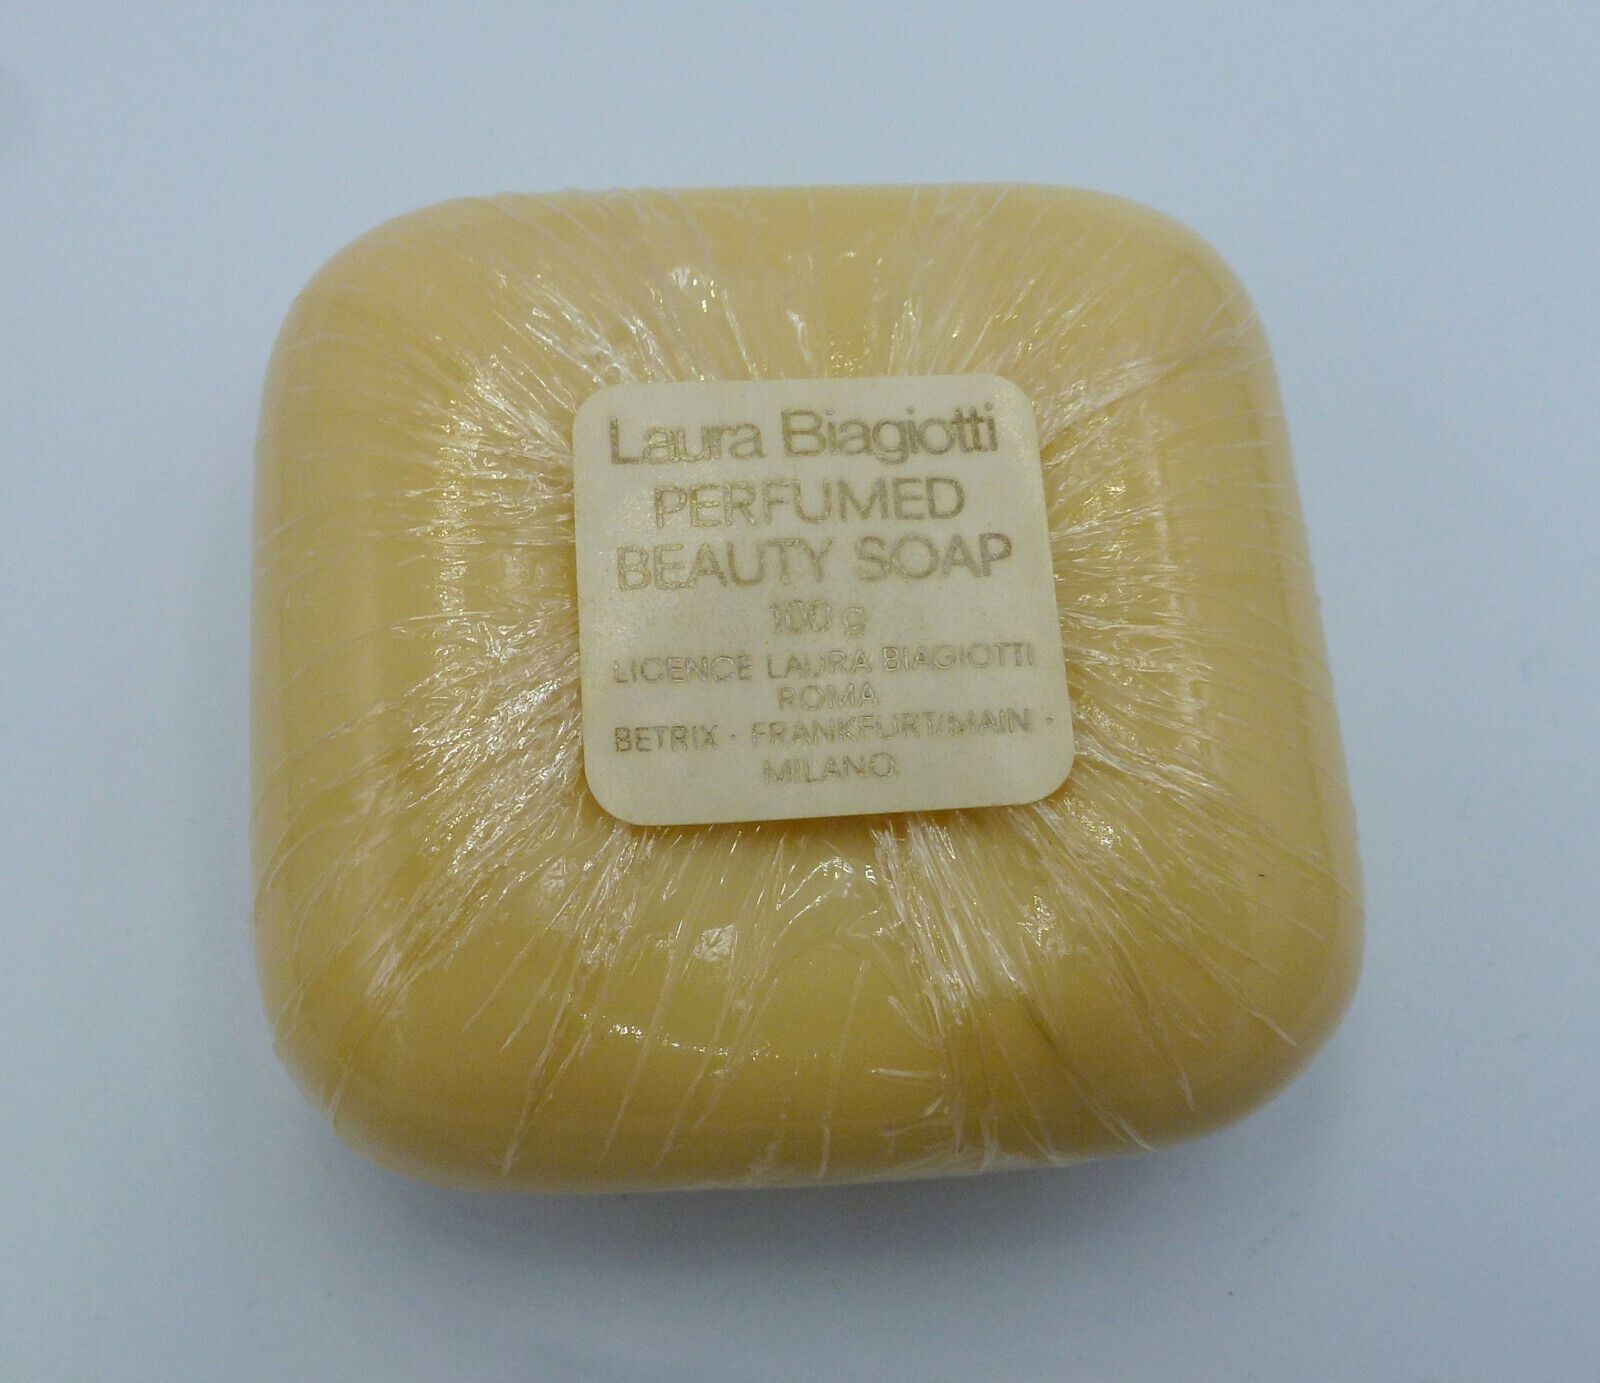 Laura Biagiotti
PERFUMED
BEAUTY SOAP
100 g
LICENCE LAURA BIAGIOTTI
ROMA
BETRIX · FRANKFURT/MAIN ·
MILANO